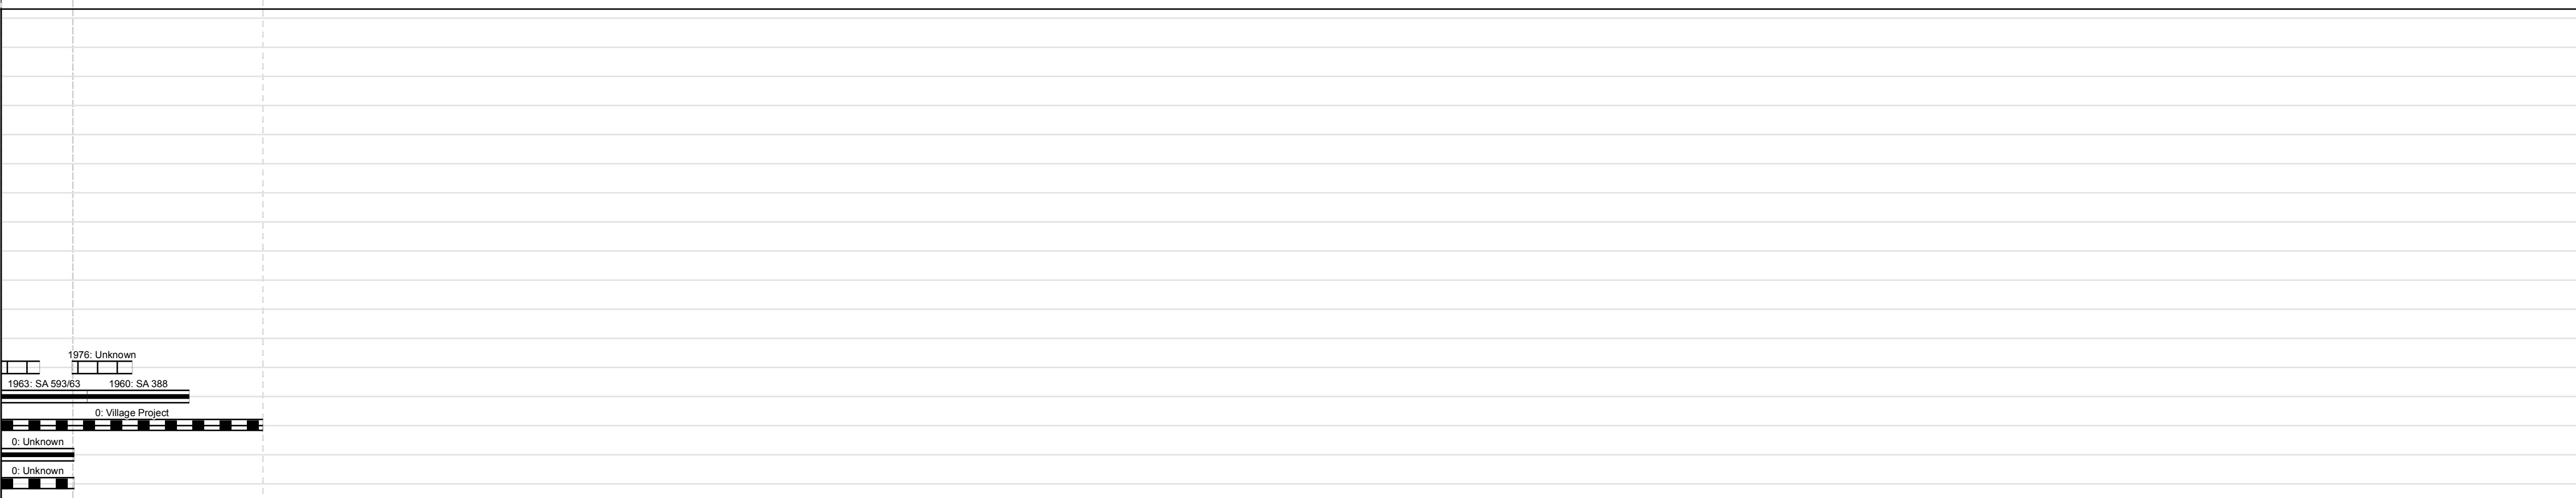 1976: Unknown
1963: SA 593/63 1960: SA 388
0: Village Project
0: Unknown
0: Unknown